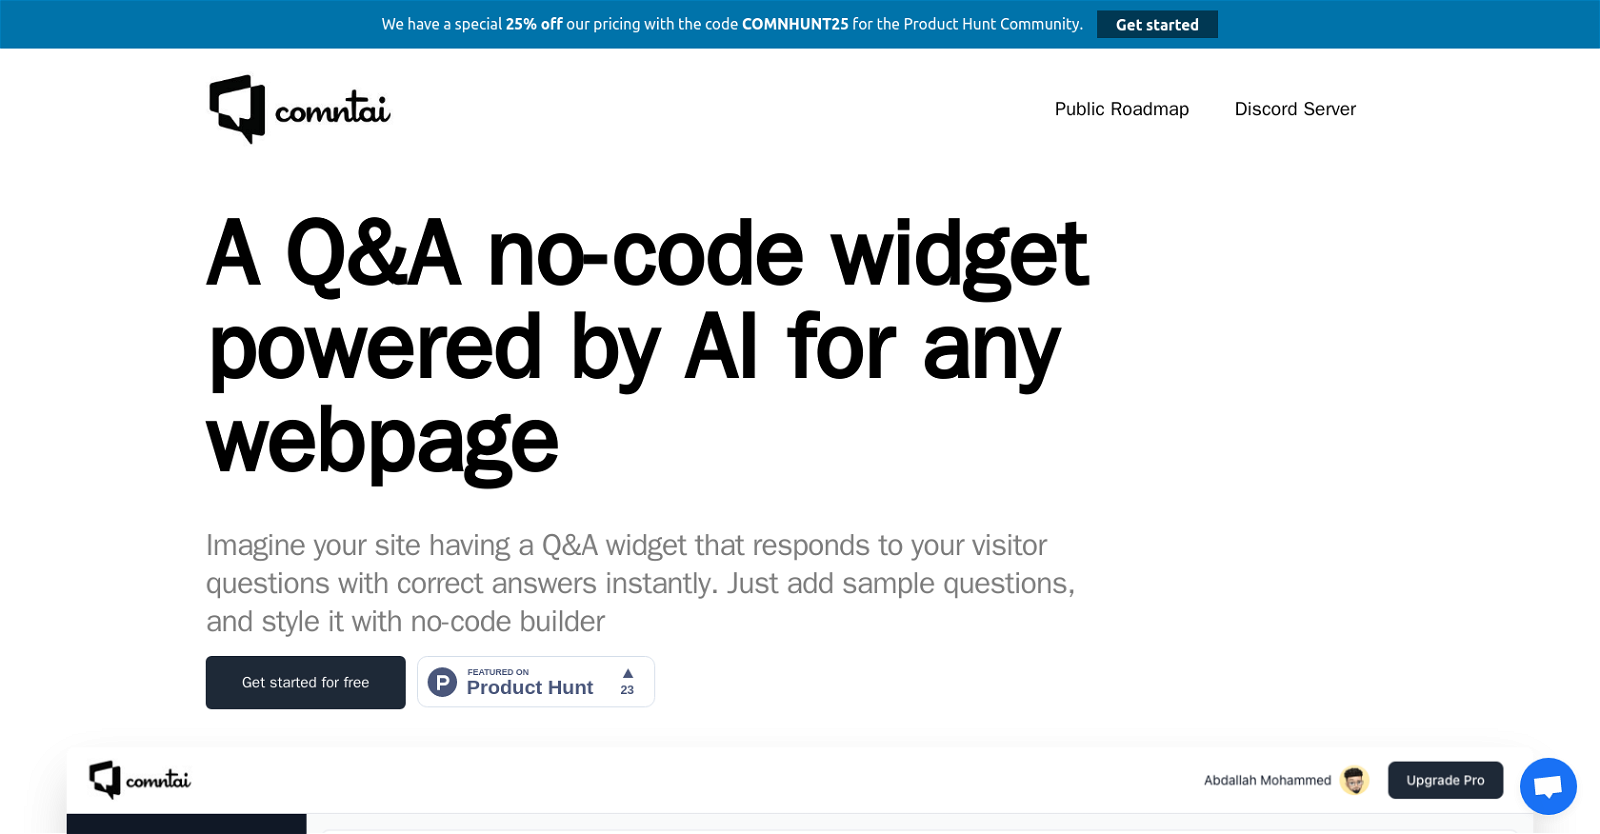 We have a special 25% off our pricing with the code COMNHUNT25 for the Product Hunt Community. Get started
comntai
Public Roadmap Discord Server
A Q&A no-code widget
powered by AI for any
webpage
Imagine your site having a Q&A widget that responds to your visitor
questions with correct answers instantly. Just add sample questions,
and style it with no-code builder
Get started for free
P
FEATURED ON
Product Hunt
▲
23
comntai
Abdallah Mohammed
Upgrade Pro